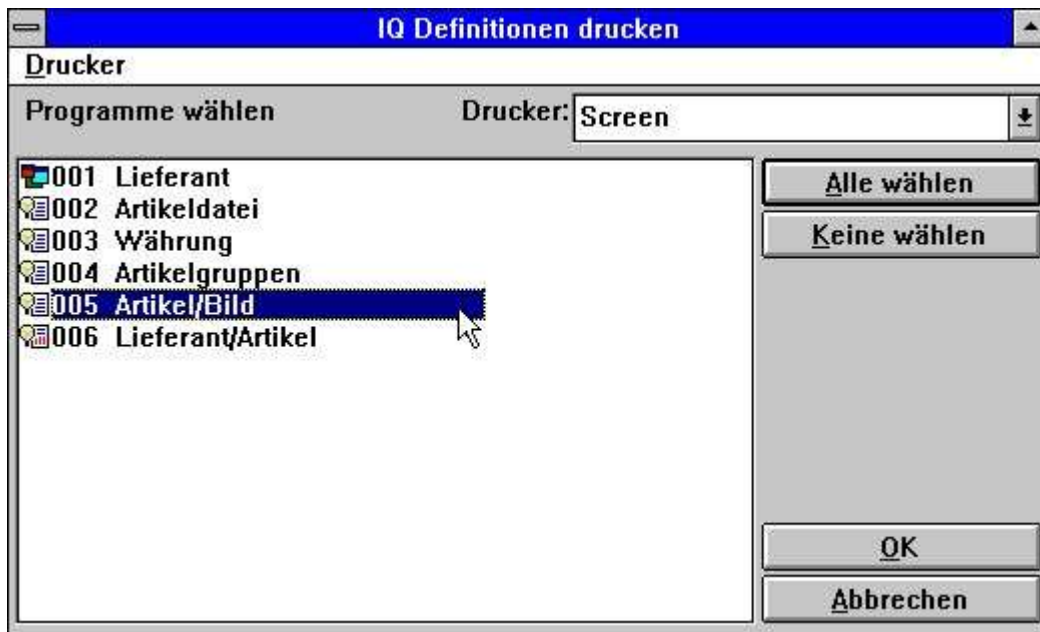 IQ Definitionen drucken
Drucker
Programme wählen Drucker: Screen
001 Lieferant
002 Artikeldatei
003 Währung
004 Artikelgruppen
005 Artikel/Bild
006 Lieferant/Artikel
Alle wählen
Keine wählen
OK
Abbrechen